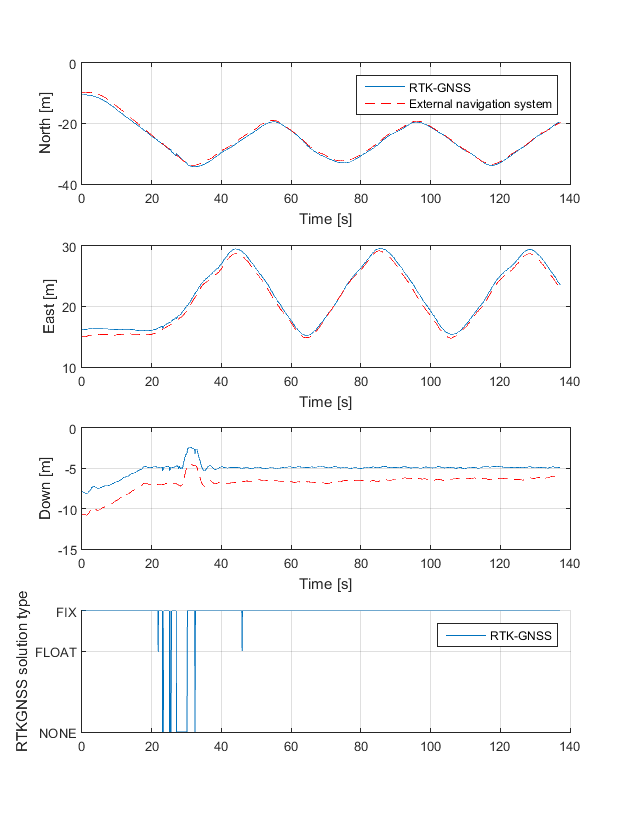 0
-20
-40
North [m]
RTK-GNSS
External navigation system
0 20 40 60 80 100 120 140
Time [s]
30
20
10
East [m]
0 20 40 60 80 100 120 140
Time [s]
0
-5
-10
-15
Down [m]
0 20 40 60 80 100 120 140
Time [s]
RTKGNSS solution type
FIX
FLOAT
NONE
RTK-GNSS
0 20 40 60 80 100 120 140